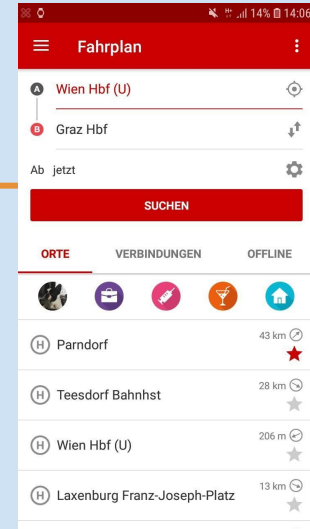 14% 14:06
Fahrplan
A Wien Hbf (U)
B Graz Hbf
Ab jetzt
SUCHEN
ORTE VERBINDUNGEN OFFLINE
H Parndorf 43 km
H Teesdorf Bahnhst 28 km
H Wien Hbf (U) 206 m
H Laxenburg Franz-Joseph-Platz 13 km